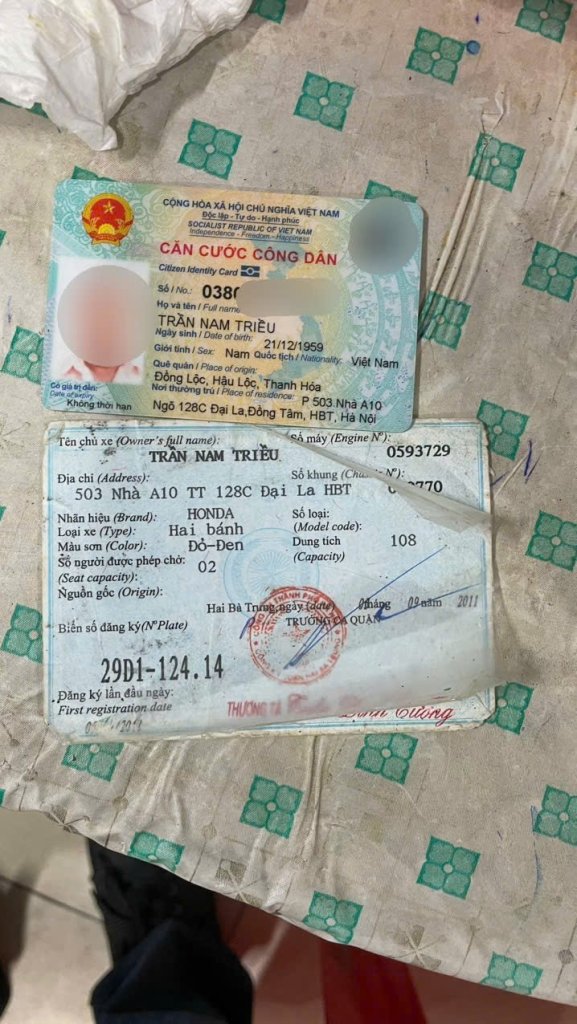 CỘNG HÒA XÃ HỘI CHỦ NGHĨA VIỆT NAM
Độc lập - Tự do - Hạnh phúc
SOCIALIST REPUBLIC OF VIET NAM
Independence - Freedom - Happiness
CĂN CƯỚC CÔNG DÂN
Citizen Identity Card
Số / No.: 038
Họ và tên / Full name:
TRẦN NAM TRIỀU
Ngày sinh / Date of birth: 21/12/1959
Giới tính / Sex: Nam Quốc tịch / Nationality: Việt Nam
Quê quán / Place of origin:
Đồng Lộc, Hậu Lộc, Thanh Hóa
Nơi thường trú / Place of residence: P 503 Nhà A10
Ngõ 128C Đại La,Đồng Tâm, HBT, Hà Nội
Có giá trị đến:
Date of expiry
Không thời hạn
Tên chủ xe (Owner's full name): Số máy (Engine Nº):
TRẦN NAM TRIỀU 0593729
Địa chỉ (Address): Số khung
503 Nhà A10 TT 128C Đại La HBT
Nhãn hiệu (Brand): HONDA Số loại:
(Model code):
Loại xe (Type): Hai bánh Dung tích 108
(Capacity)
Màu sơn (Color): Đỏ-Đen
Số người được phép chở: 02
(Seat capacity):
Nguồn gốc (Origin):
Hai Bà Trưng,ngày (date) tháng 09 năm 2011
TRƯỞNG CA QUẬN
Biển số đăng ký/(Nº Plate)
29D1-124.14
Đăng ký lần đầu ngày:
First registration date
THƯỢNG TÁ